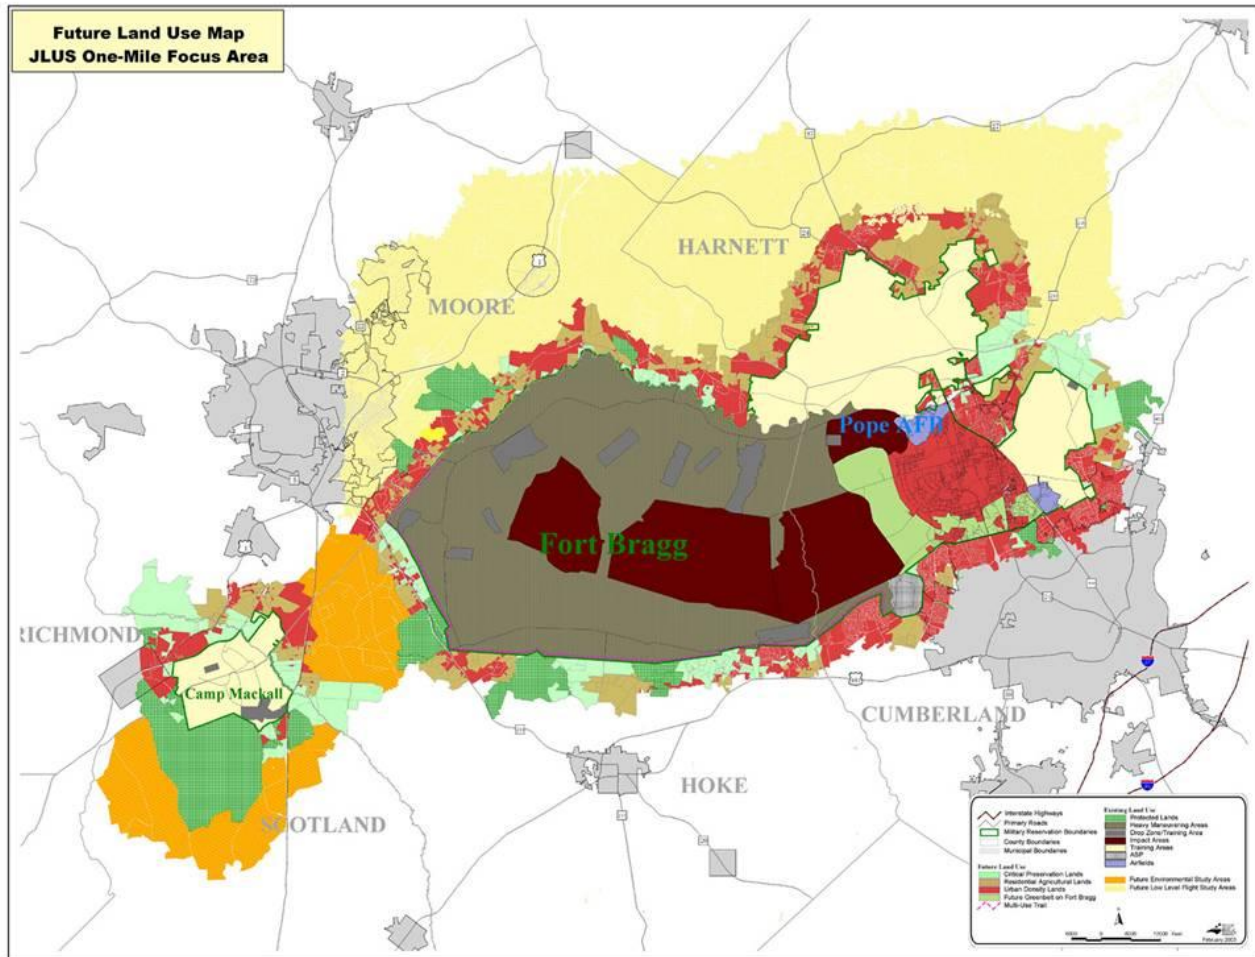 Future Land Use Map
JLUS One-Mile Focus Area
HARNETT
MOORE
Pope AFB
Fort Bragg
RICHMOND
Camp Mackall
CUMBERLAND
HOKE
SCOTLAND
Interstate Highways
Primary Roads
Military Reservation Boundaries
County Boundaries
Municipal Boundaries
Future Land Use
Critical Preservation Lands
Residential Agricultural Lands
Urban Density Lands
Future Greenbelt on Fort Bragg
Multi-Use Trail
Existing Land Use
Protected Lands
Heavy Maneuvering Areas
Drop Zone/Training Area
Impact Areas
Training Areas
ASP
Airfields
Future Environmental Study Areas
Future Low Level Flight Study Areas
Feet
February 2003